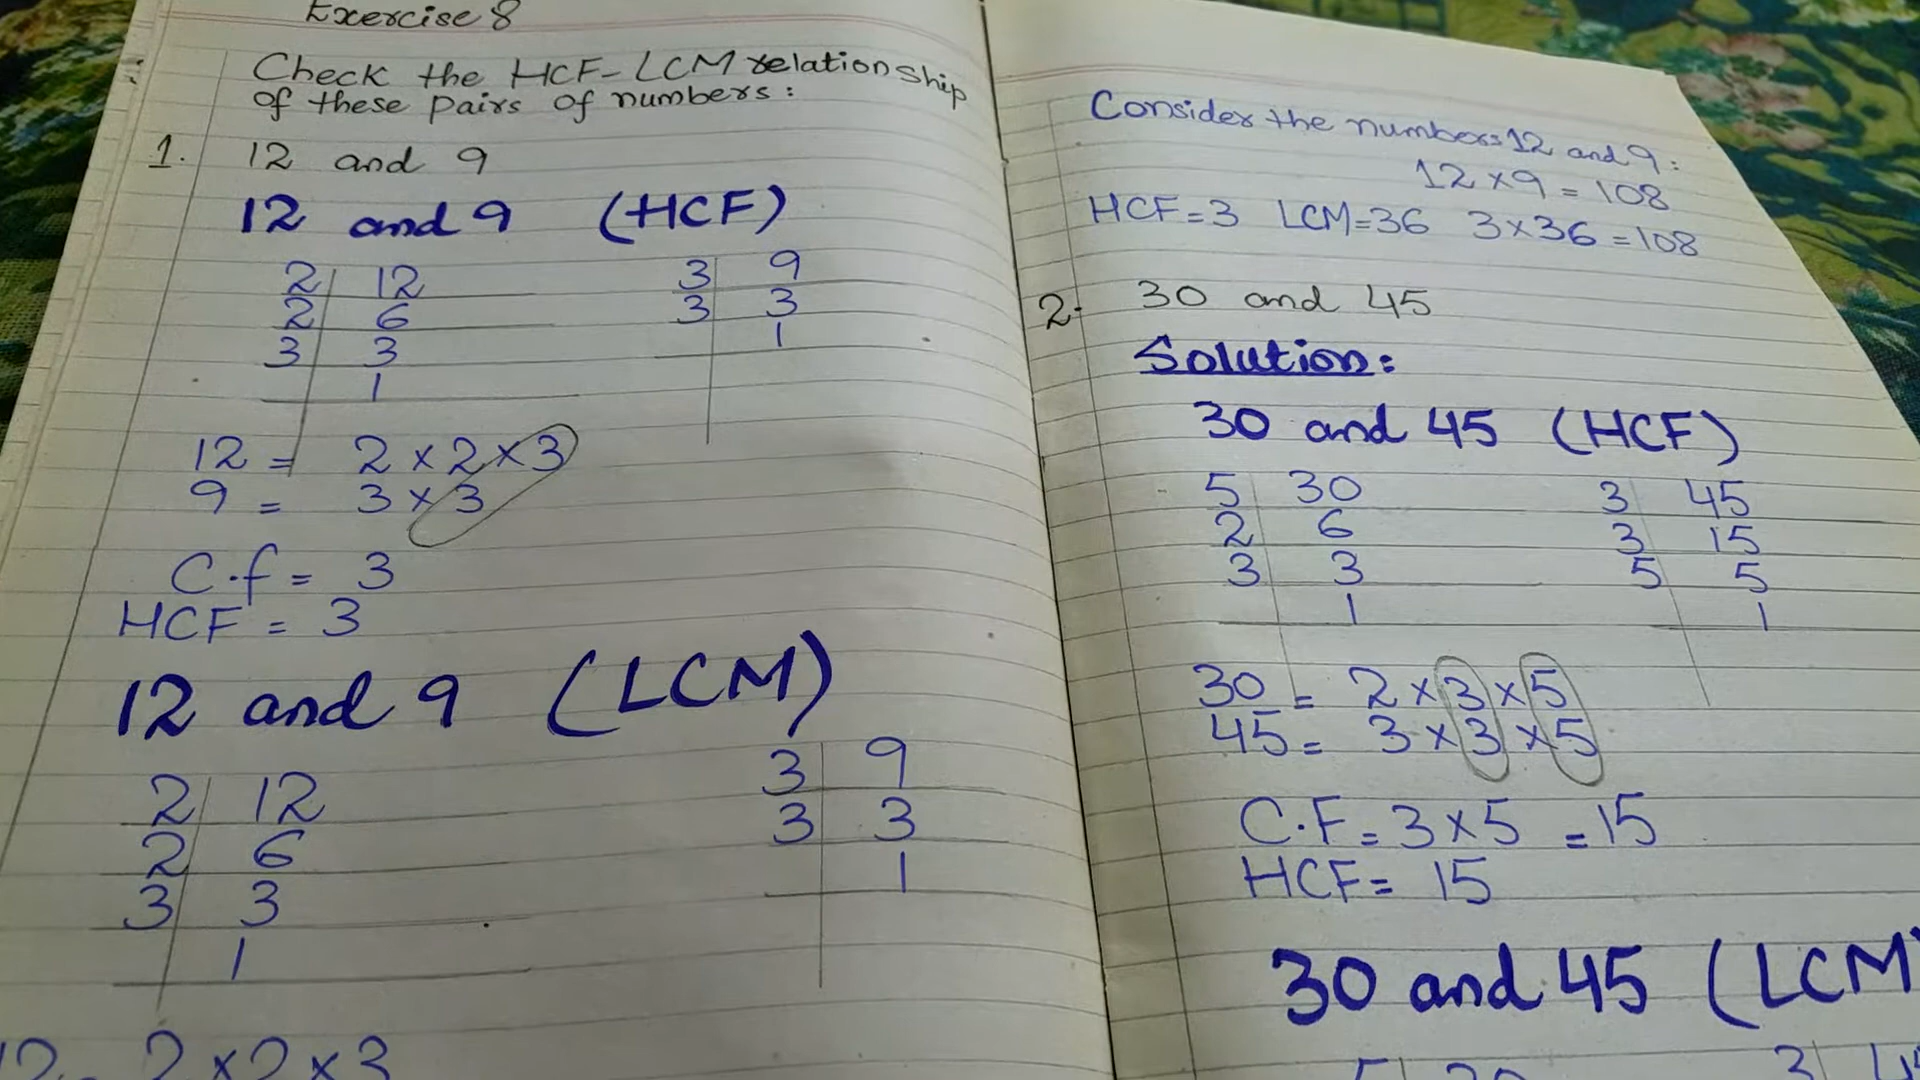 Exercise 8
Check the HCF-LCM relationship
of these pairs of numbers:
1. 12 and 9
12 and 9 (HCF)
2 12 3 9
2 6 3 3
3 3 1
1
12 = 2 × 2 × 3
9 = 3 × 3
C.f = 3
HCF = 3
12 and 9 (LCM)
2 12 3 9
2 6 3 3
3 3 1
1
12 = 2 × 2 × 3
Consider the numbers 12 and 9:
12 × 9 = 108
HCF = 3 LCM = 36 3 × 36 = 108
2. 30 and 45
Solution:
30 and 45 (HCF)
5 30 3 45
2 6 3 15
3 3 5 5
1 1
30 = 2 × 3 × 5
45 = 3 × 3 × 5
C.F = 3 × 5 = 15
HCF = 15
30 and 45 (LCM